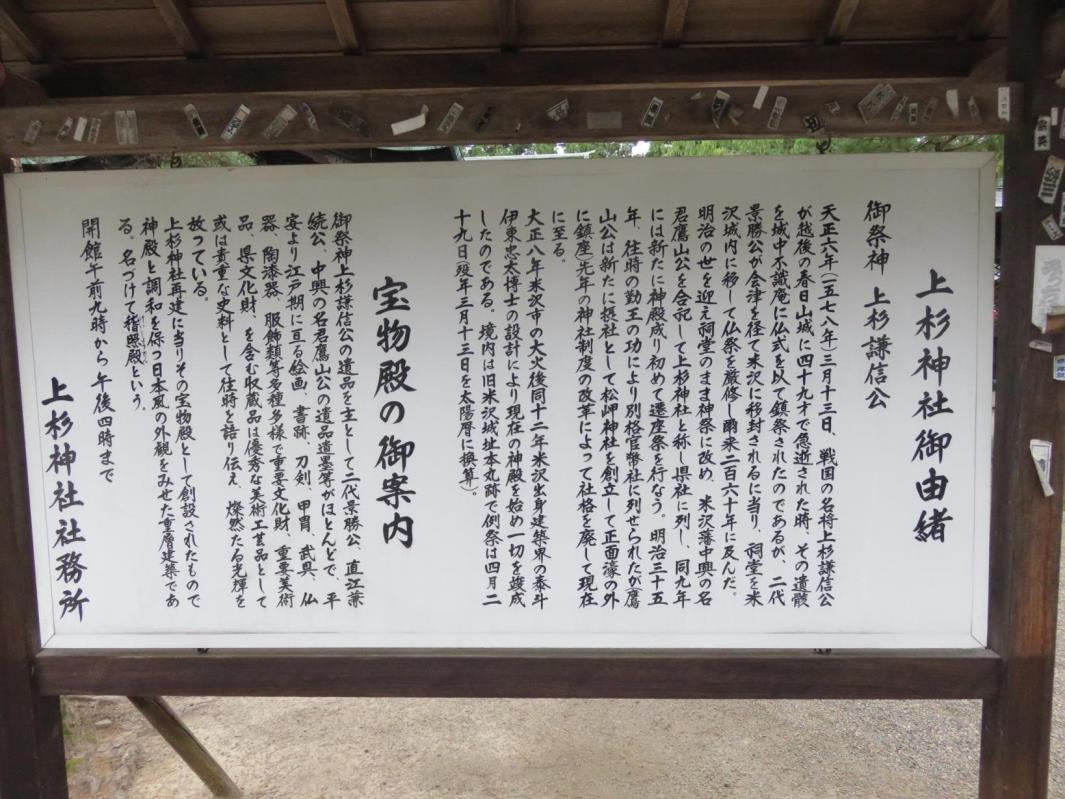 上杉神社御由緒
御祭神 上杉謙信公
天正六年(一五七八年)三月十三日、戦国の名将上杉謙信公
が越後の春日山城に四十九才で急逝された時、その遺骸
を城中不識庵に仏式を以て鎮祭されたのであるが、二代
景勝公が会津を径て米沢に移封されるに当り、祠堂を米
沢城内に移して仏祭を厳修し爾来二百六十年に及んだ。
明治の世を迎え祠堂のまま神祭に改め、米沢藩中興の名
君鷹山公を合記して上杉神社と称し県社に列し、同九年
には新たに神殿成り初めて遷座祭を行なう。明治三十五
年、往時の勤王の功により別格官幣社に列せられたが(鷹
山公は新たに摂社として松岬神社を創立して正面濠の外
に鎮座)先年の神社制度の改革によって社格を廃して現在
に至る。
大正八年米沢市の大火後同十二年米沢出身建築界の泰斗
伊東忠太博士の設計により現在の神殿を始め一切を竣成
したのである。境内は旧米沢城址本丸跡で例祭は四月二
十九日(歿年三月十三日を太陽暦に換算)。
宝物殿の御案内
御祭神上杉謙信公の遺品を主として二代景勝公、直江兼
続公、中興の名君鷹山公の遺品遺墨等がほとんどで、平
安より江戸期に亘る絵画、書跡、刀剣、甲冑、武具、仏
器、陶漆器、服飾類等多種多様で重要文化財、重要美術
品、県文化財、を含む収蔵品は優秀な美術工芸品として
或は貴重な史料として往時を語り伝え、燦然たる光輝を
放っている。
上杉神社再建に当りその宝物殿として創設されたもので
神殿と調和を保つ日本風の外観をみせた重層建築であ
る。名づけて稽照殿という。
開館午前九時から午後四時まで
上杉神社社務所